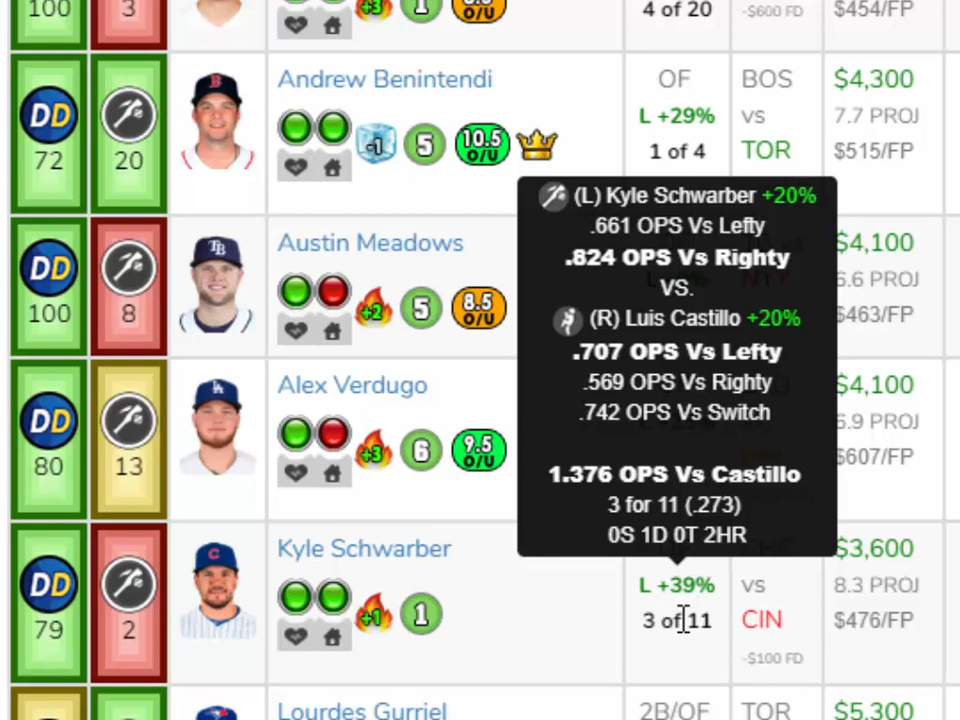 100
3
+3
1
O/U
4 of 20
-$600 FD
$454/FP
DD
72
20
Andrew Benintendi
-1
5
10.5
O/U
OF
L +29%
1 of 4
BOS
vs
TOR
$4,300
7.7 PROJ
$515/FP
DD
100
8
TB
Austin Meadows
+2
5
8.5
O/U
$4,100
6.6 PROJ
$463/FP
(L) Kyle Schwarber +20%
.661 OPS Vs Lefty
.824 OPS Vs Righty
VS.
(R) Luis Castillo +20%
.707 OPS Vs Lefty
.569 OPS Vs Righty
.742 OPS Vs Switch
1.376 OPS Vs Castillo
3 for 11 (.273)
0S 1D 0T 2HR
DD
80
13
LA
Alex Verdugo
+3
6
9.5
O/U
$4,100
6.9 PROJ
$607/FP
DD
79
2
C
Kyle Schwarber
+1
1
L +39%
3 of 11
vs
CIN
-$100 FD
$3,600
8.3 PROJ
$476/FP
Lourdes Gurriel
2B/OF
TOR
$5,300